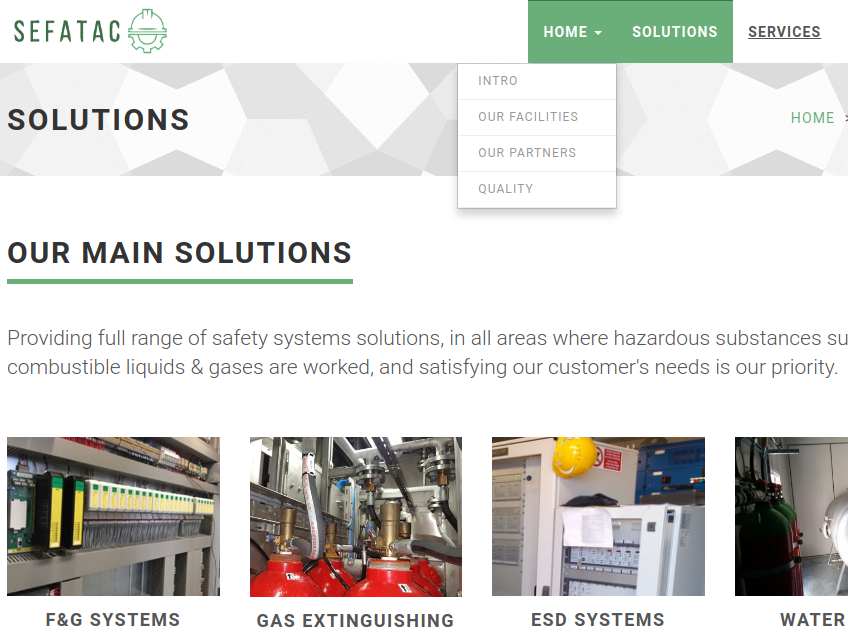 SEFATAC
HOME SOLUTIONS SERVICES
INTRO
OUR FACILITIES
OUR PARTNERS
QUALITY
SOLUTIONS
HOME >
OUR MAIN SOLUTIONS
Providing full range of safety systems solutions, in all areas where hazardous substances su
combustible liquids & gases are worked, and satisfying our customer's needs is our priority.
F&G SYSTEMS
GAS EXTINGUISHING
ESD SYSTEMS
WATER